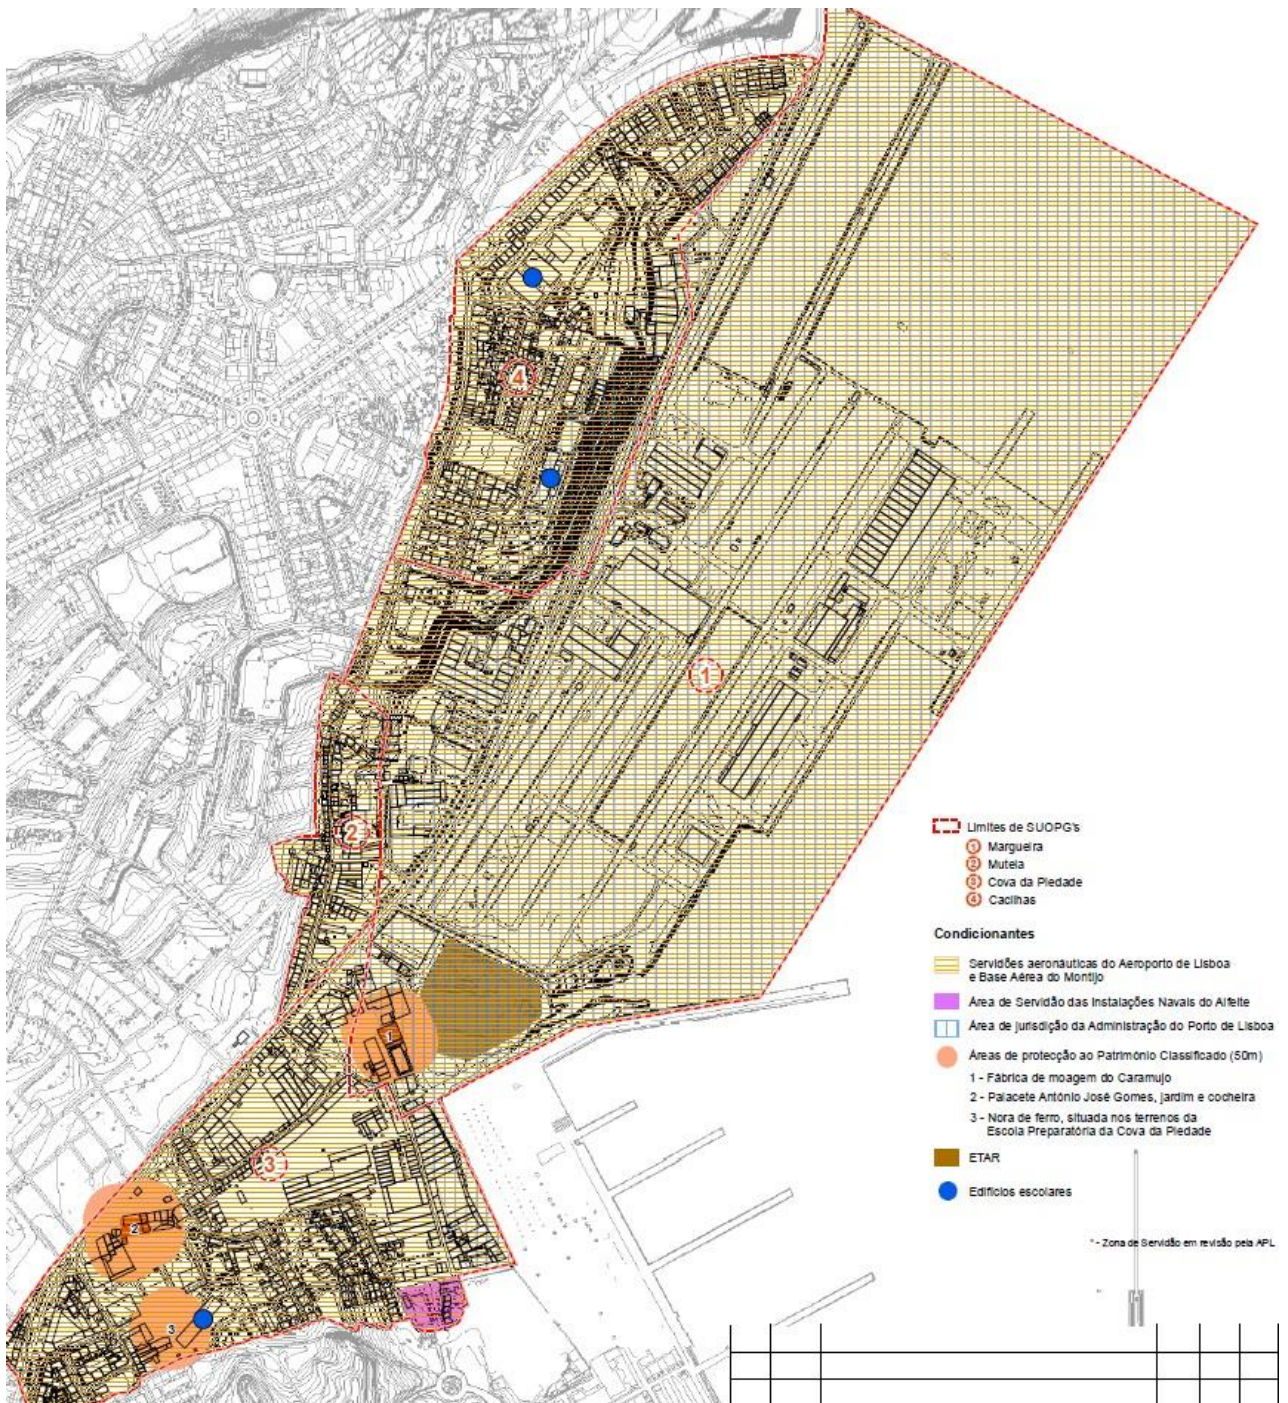 4
1
2
1
3
2
3
Limites de SUOPG's
1 Margueira
2 Mutela
3 Cova da Piedade
4 Cacilhas
Condicionantes
Servidões aeronáuticas do Aeroporto de Lisboa
e Base Aérea do Montijo
Área de Servidão das Instalações Navais do Alfeite
Área de jurisdição da Administração do Porto de Lisboa
Áreas de protecção ao Património Classificado (50m)
1 - Fábrica de moagem do Caramujo
2 - Palacete António José Gomes, jardim e cocheira
3 - Nora de ferro, situada nos terrenos da
Escola Preparatória da Cova da Piedade
ETAR
Edifícios escolares
* - Zona de Servidão em revisão pela APL